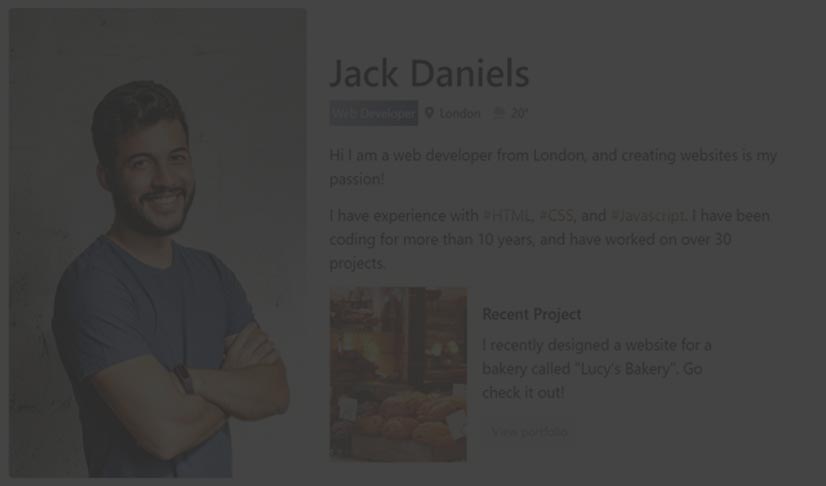 Jack Daniels
Web Developer London 20°
Hi I am a web developer from London, and creating websites is my
passion!
I have experience with #HTML, #CSS, and #Javascript. I have been
coding for more than 10 years, and have worked on over 30
projects.
Recent Project
I recently designed a website for a
bakery called "Lucy's Bakery". Go
check it out!
View portfolio